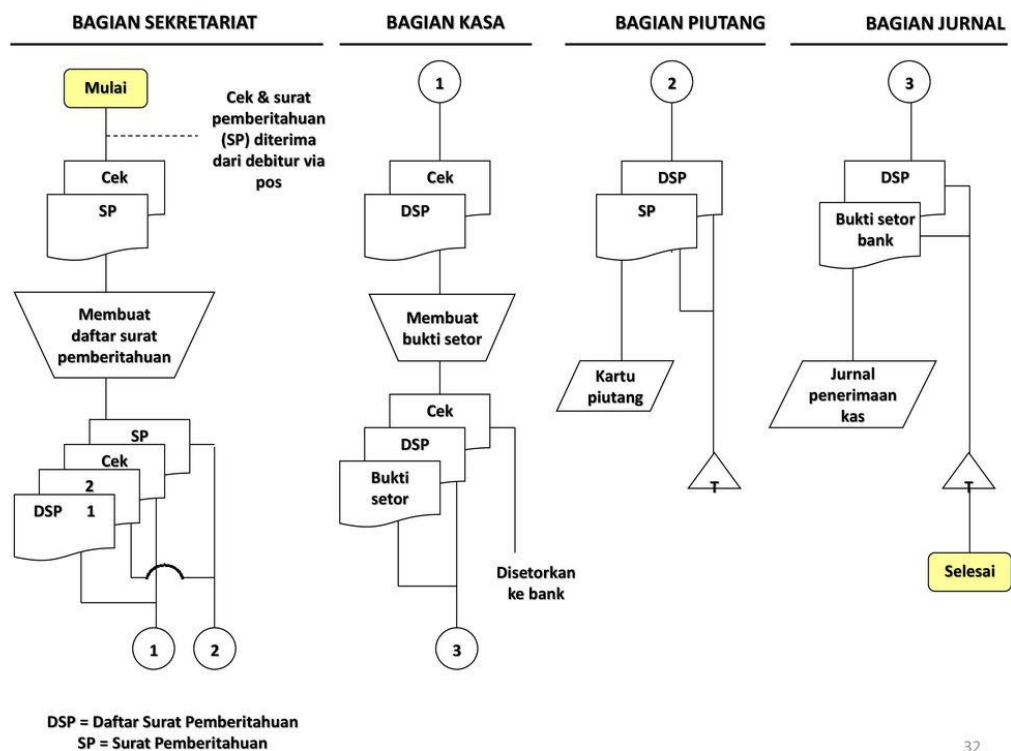 BAGIAN SEKRETARIAT
Mulai
Cek & surat
pemberitahuan
(SP) diterima
dari debitur via
pos
Cek
SP
Membuat
daftar surat
pemberitahuan
SP
Cek
2
DSP 1
1
2
BAGIAN KASA
1
Cek
DSP
Membuat
bukti setor
Cek
DSP
Bukti
setor
Disetorkan
ke bank
3
BAGIAN PIUTANG
2
DSP
SP
Kartu
piutang
T
BAGIAN JURNAL
3
DSP
Bukti setor
bank
Jurnal
penerimaan
kas
T
Selesai
DSP = Daftar Surat Pemberitahuan
SP = Surat Pemberitahuan
32